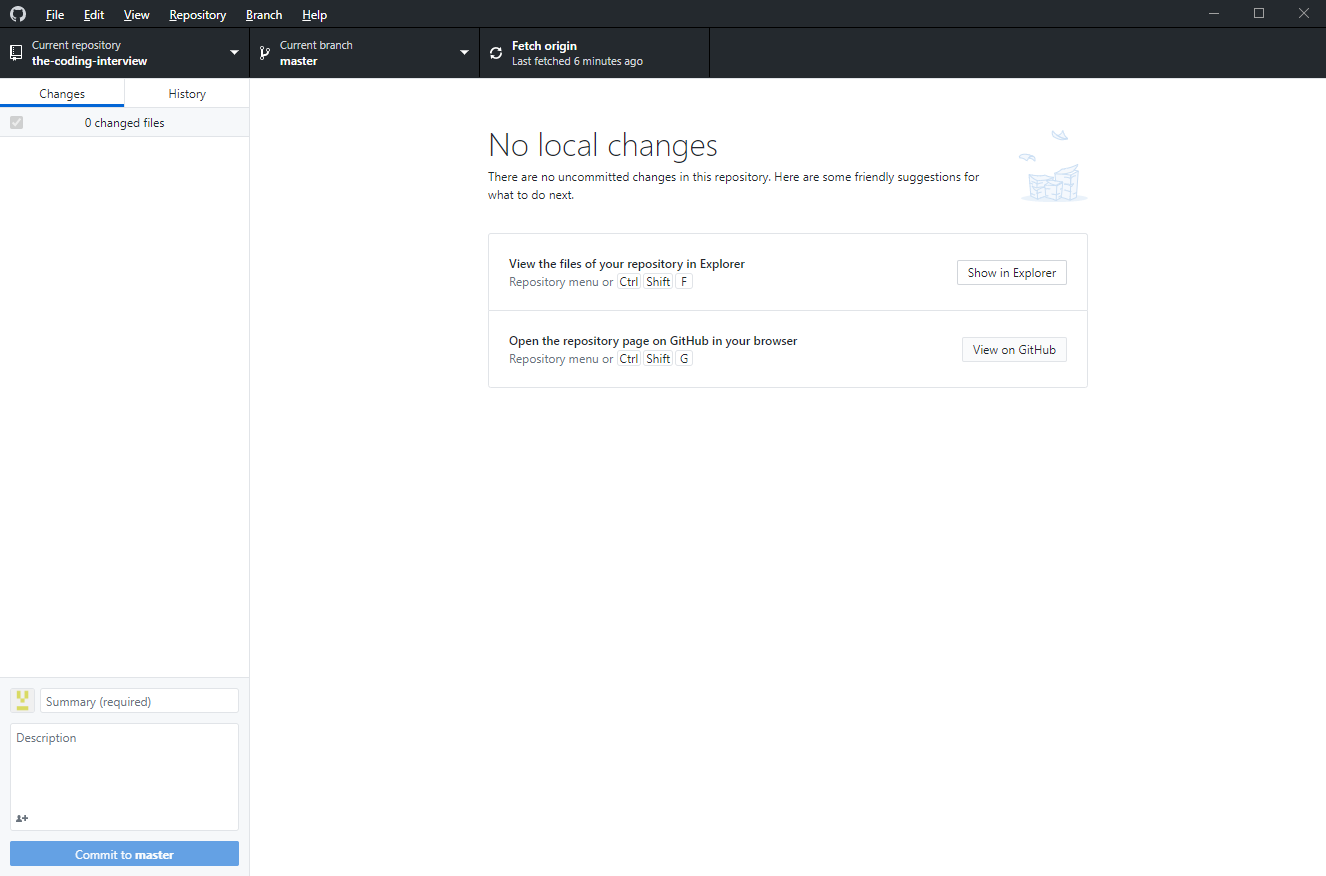 File Edit View Repository Branch Help
Current repository
the-coding-interview
Current branch
master
Fetch origin
Last fetched 6 minutes ago
Changes History
0 changed files
No local changes
There are no uncommitted changes in this repository. Here are some friendly suggestions for
what to do next.
View the files of your repository in Explorer
Repository menu or Ctrl Shift F
Show in Explorer
Open the repository page on GitHub in your browser
Repository menu or Ctrl Shift G
View on GitHub
Summary (required)
Description
Commit to master